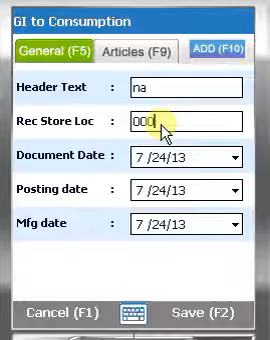 GI to Consumption
General (F5) Articles (F9) ADD (F10)
Header Text : na
Rec Store Loc : 000
Document Date : 7 /24/13
Posting date : 7 /24/13
Mfg date : 7 /24/13
Cancel (F1) Save (F2)